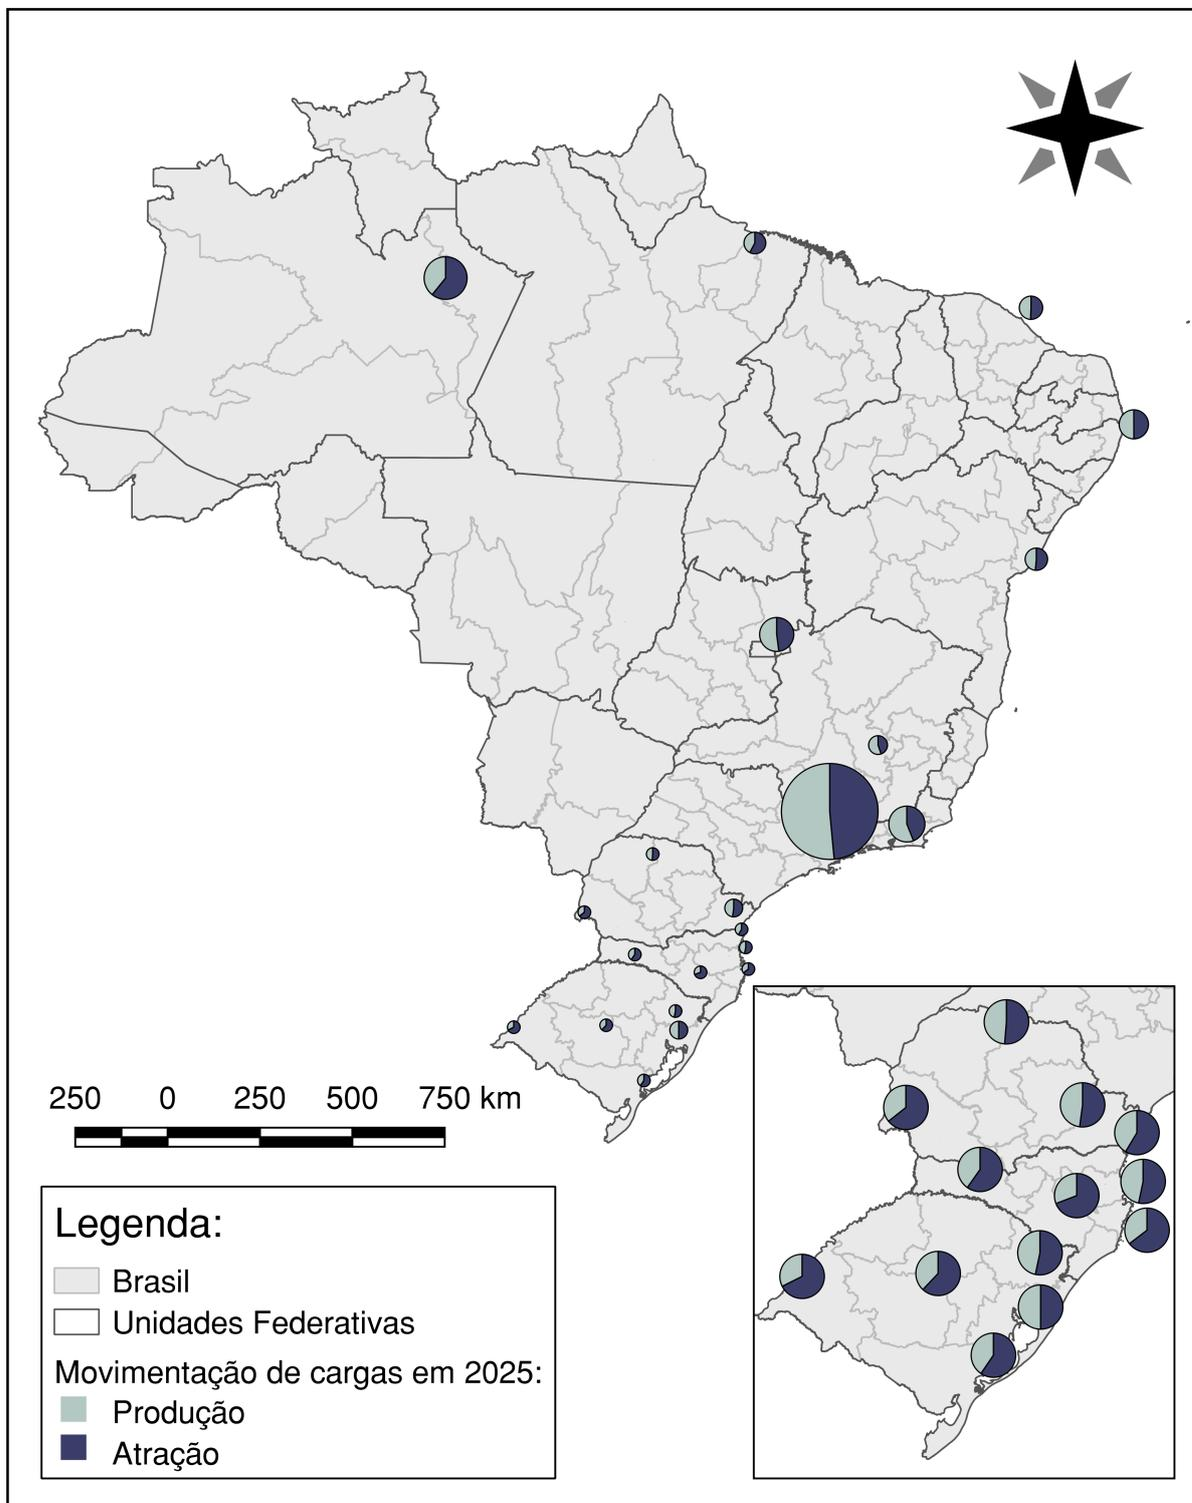 250 0 250 500 750 km
Legenda:
Brasil
Unidades Federativas
Movimentação de cargas em 2025:
Produção
Atração